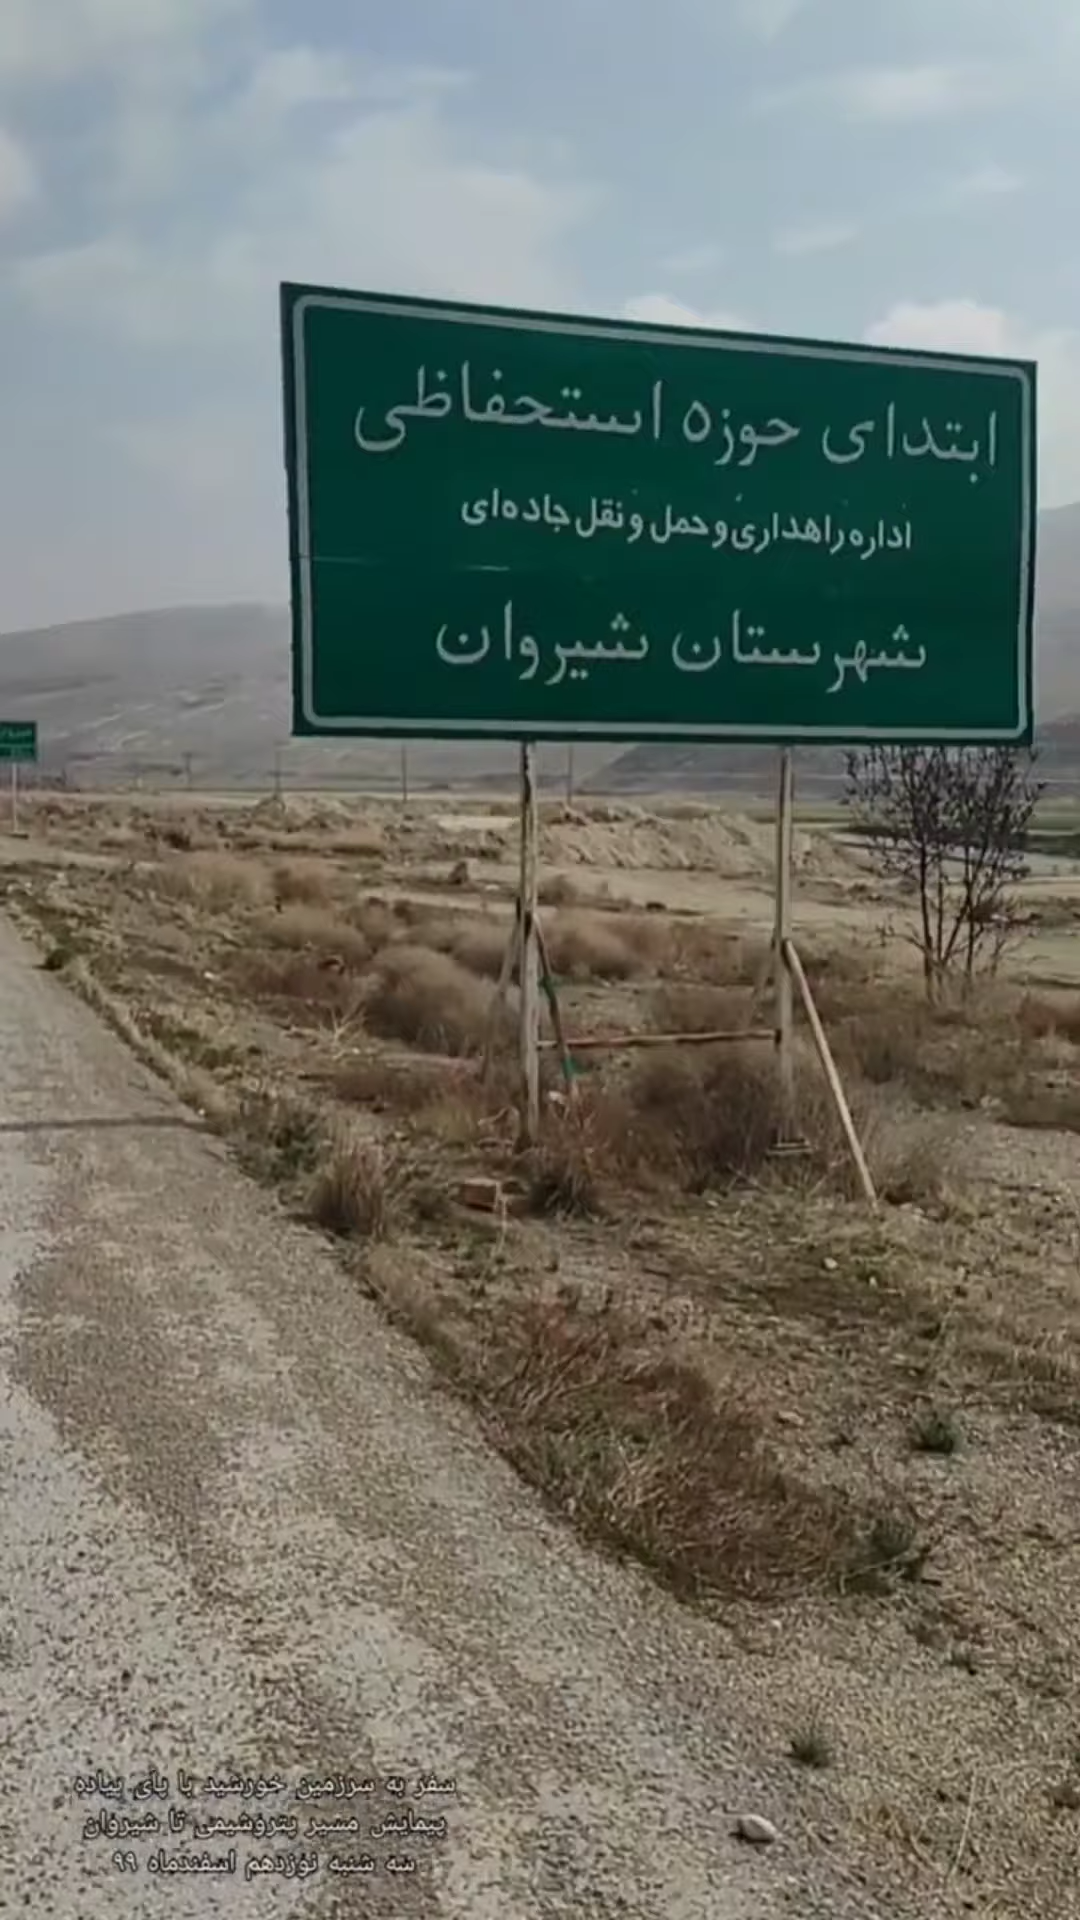 ابتدای حوزه استحفاظی
اداره راهداری و حمل و نقل جاده‌ای
شهرستان شیروان
سفر به سرزمین خورشید با پای پیاده
پیمایش مسیر پتروشیمی تا شیروان
سه شنبه نوزدهم اسفندماه ۹۹